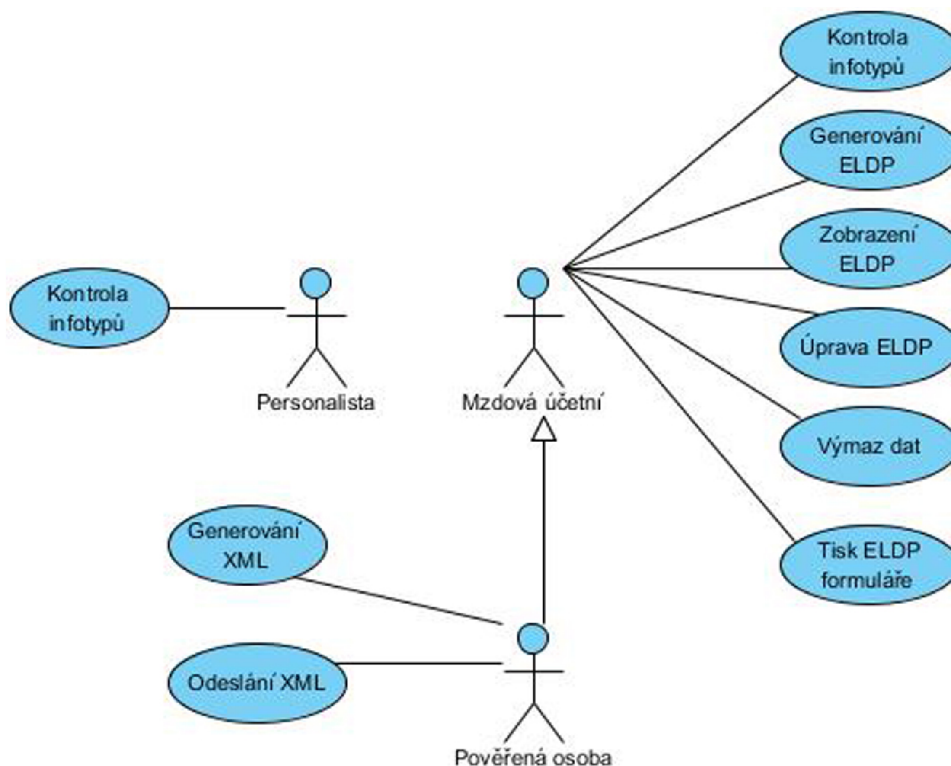 Kontrola
infotypů
Generování
ELDP
Zobrazení
ELDP
Kontrola
infotypů
Úprava ELDP
Personalista
Mzdová účetní
Výmaz dat
Generování
XML
Tisk ELDP
formuláře
Odeslání XML
Pověřená osoba